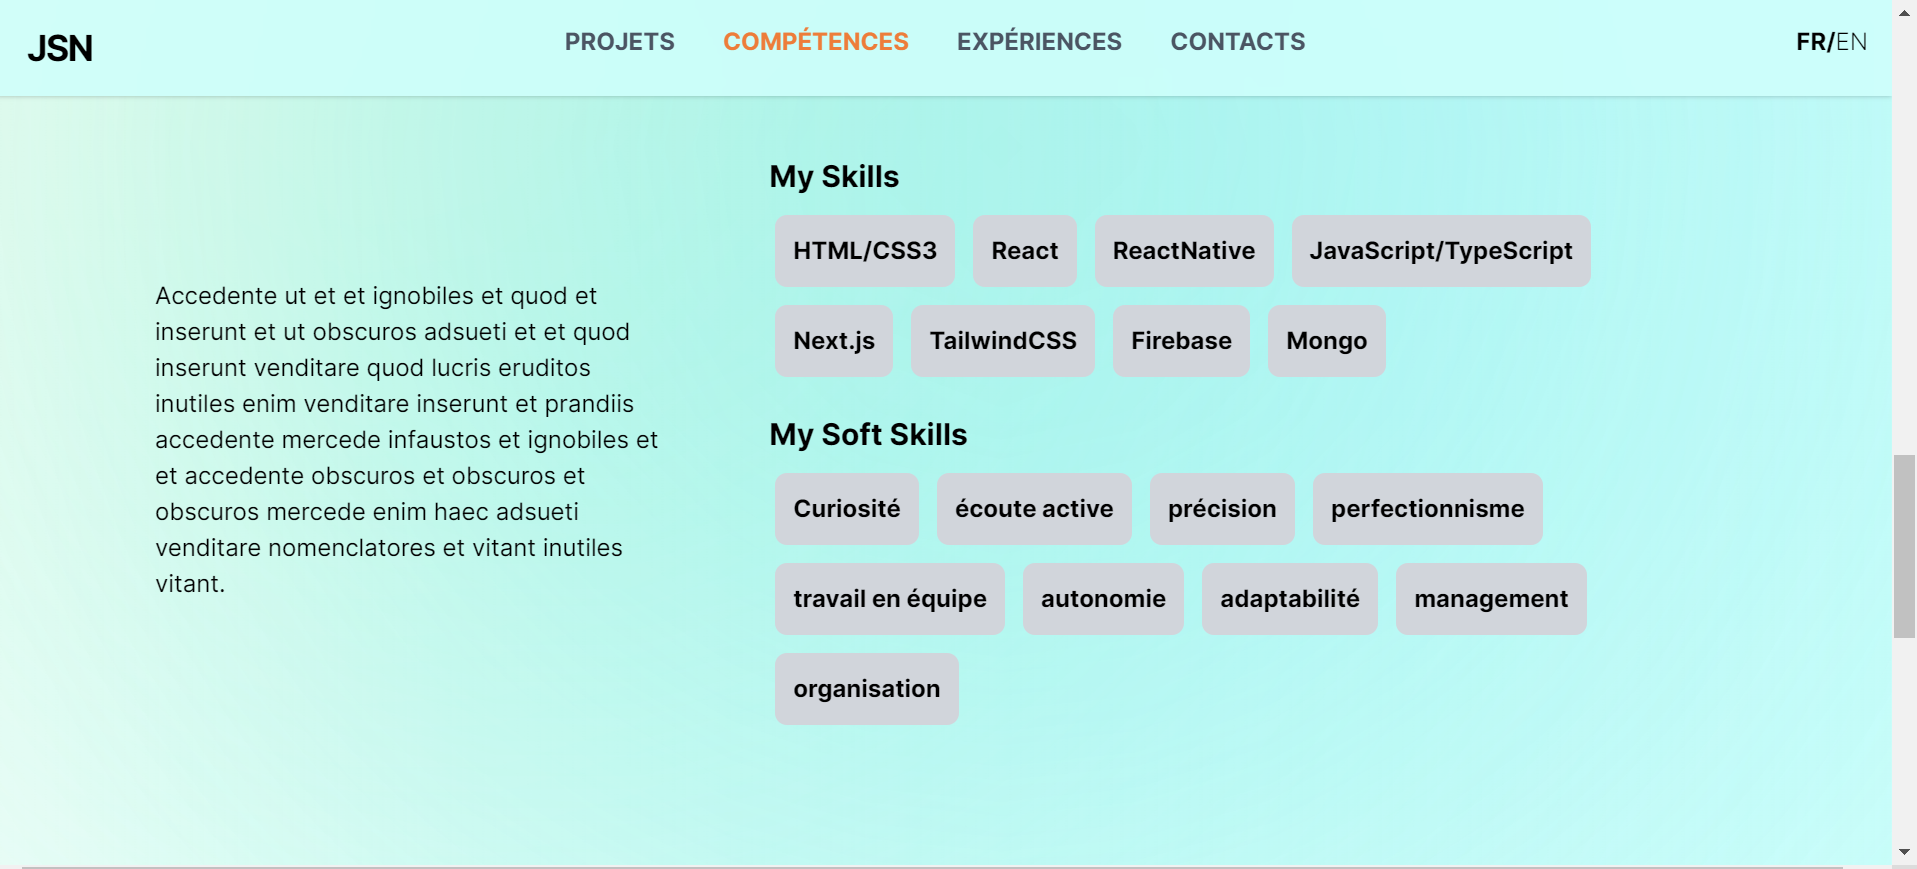 JSN
PROJETS COMPÉTENCES EXPÉRIENCES CONTACTS
FR/EN
Accedente ut et et ignobiles et quod et
inserunt et ut obscuros adsueti et et quod
inserunt venditare quod lucris eruditos
inutiles enim venditare inserunt et prandiis
accedente mercede infaustos et ignobiles et
et accedente obscuros et obscuros et
obscuros mercede enim haec adsueti
venditare nomenclatores et vitant inutiles
vitant.
My Skills
HTML/CSS3 React ReactNative JavaScript/TypeScript
Next.js TailwindCSS Firebase Mongo
My Soft Skills
Curiosité écoute active précision perfectionnisme
travail en équipe autonomie adaptabilité management
organisation